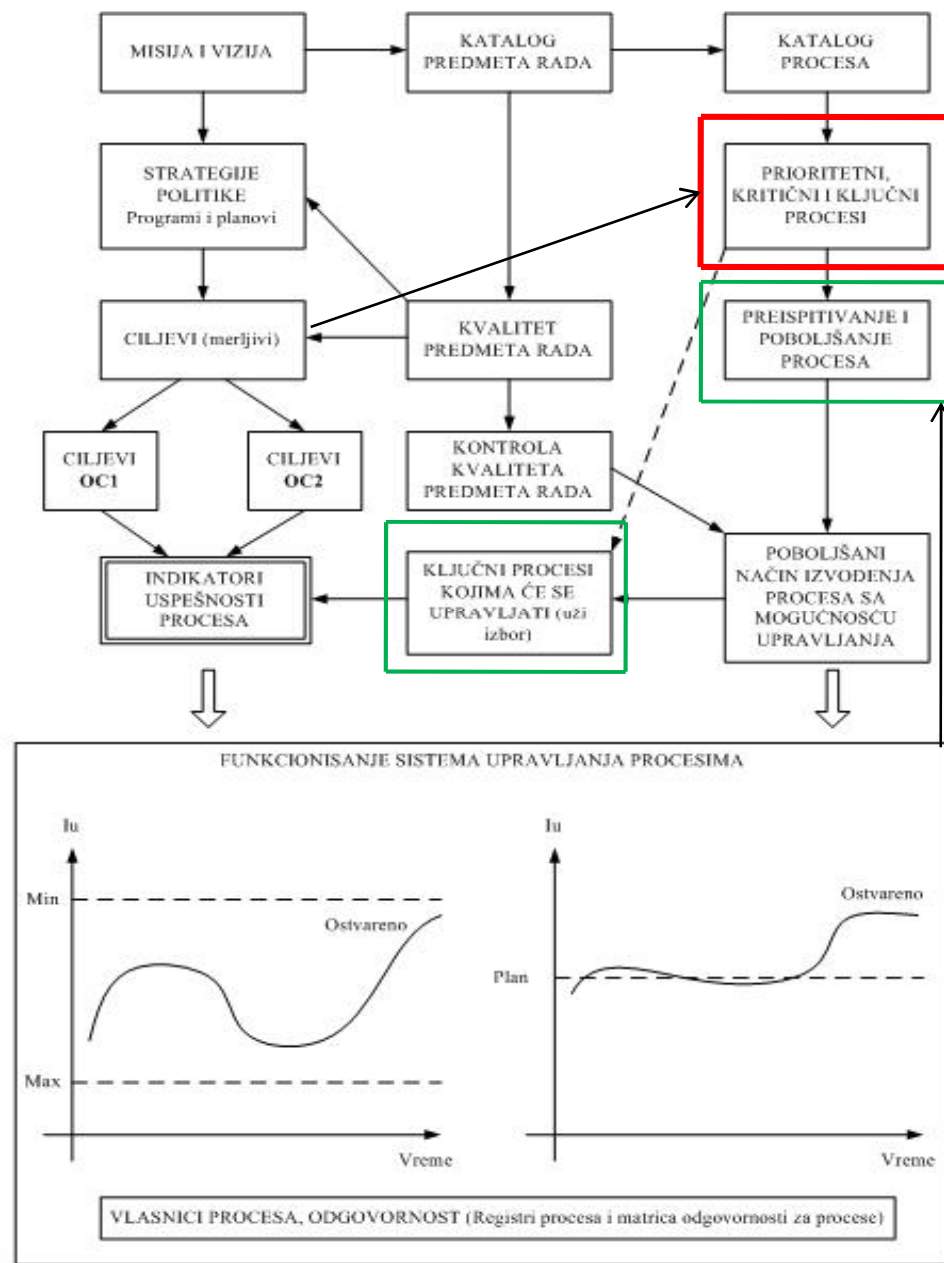 MISIJA I VIZIJA
KATALOG
PREDMETA RADA
KATALOG
PROCESA
STRATEGIJE
POLITIKE
Programi i planovi
PRIORITETNI,
KRITIČNI I KLJUČNI
PROCESI
CILJEVI (merljivi)
KVALITET
PREDMETA RADA
PREISPITIVANJE I
POBOLJŠANJE
PROCESA
CILJEVI
OC1
CILJEVI
OC2
KONTROLA
KVALITETA
PREDMETA RADA
INDIKATORI
USPEŠNOSTI
PROCESA
KLJUČNI PROCESI
KOJIMA ĆE SE
UPRAVLJATI (uži
izbor)
POBOLJŠANI
NAČIN IZVOĐENJA
PROCESA SA
MOGUĆNOŠĆU
UPRAVLJANJA
FUNKCIONISANJE SISTEMA UPRAVLJANJA PROCESIMA
Iu
Min
Ostvareno
Max
Vreme
Iu
Ostvareno
Plan
Vreme
VLASNICI PROCESA, ODGOVORNOST (Registri procesa i matrica odgovornosti za procese)